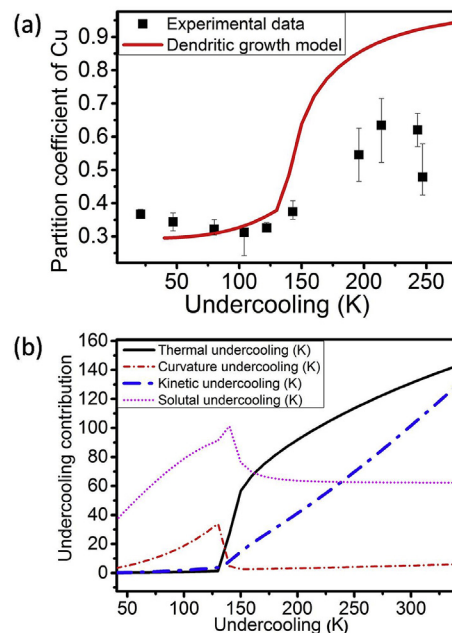 (a)
Experimental data
Dendritic growth model
Partition coefficient of Cu
0.9
0.8
0.7
0.6
0.5
0.4
0.3
50
100
150
200
250
Undercooling (K)
(b)
Thermal undercooling (K)
Curvature undercooling (K)
Kinetic undercooling (K)
Solutal undercooling (K)
Undercooling contribution
160
140
120
100
80
60
40
20
0
50
100
150
200
250
300
Undercooling (K)